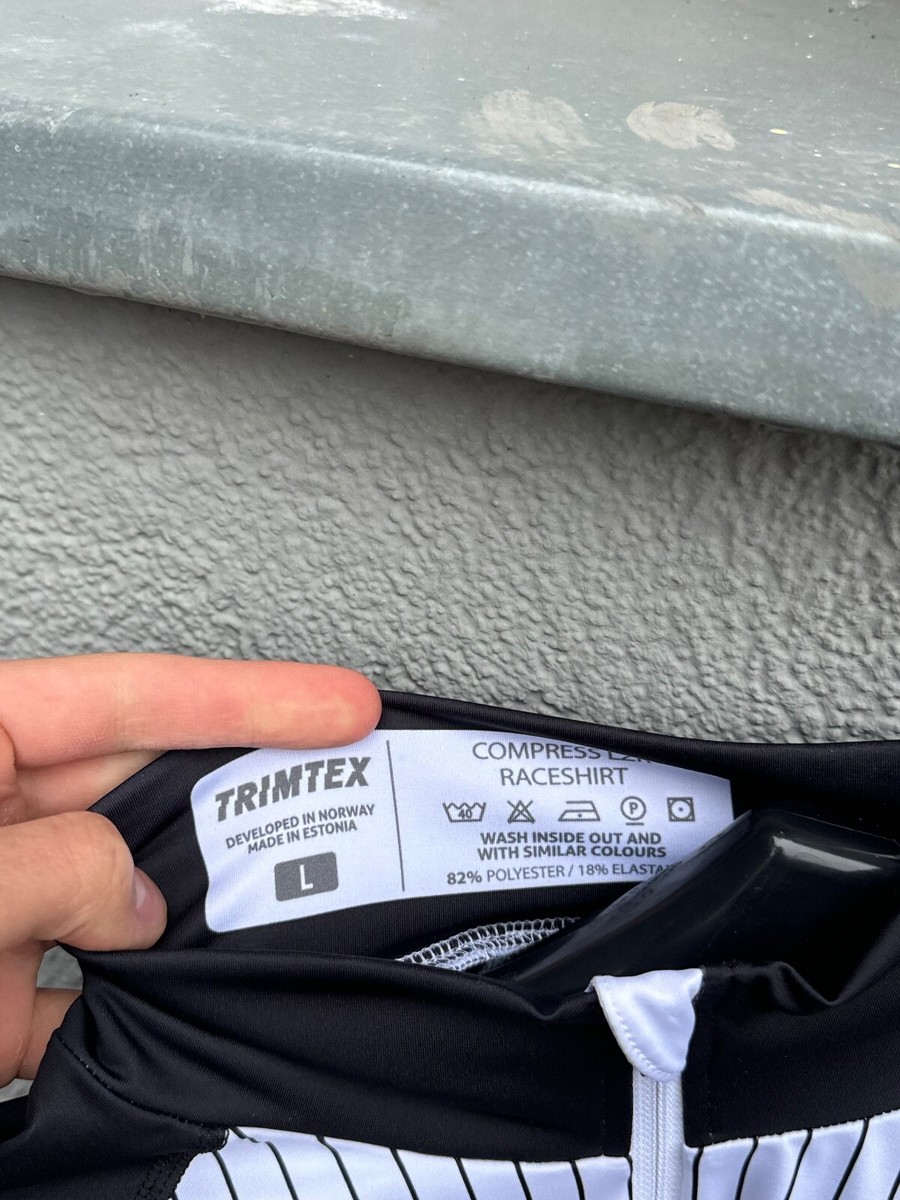 TRIMTEX
DEVELOPED IN NORWAY
MADE IN ESTONIA
L
COMPRESS
RACESHIRT
40
P
WASH INSIDE OUT AND
WITH SIMILAR COLOURS
82% POLYESTER / 18%